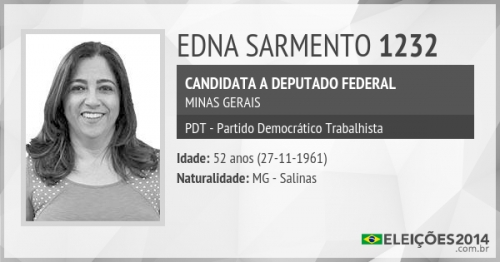 EDNA SARMENTO 1232
CANDIDATA A DEPUTADO FEDERAL
MINAS GERAIS
PDT - Partido Democrático Trabalhista
Idade: 52 anos (27-11-1961)
Naturalidade: MG - Salinas
ELEIÇÕES2014
.com.br